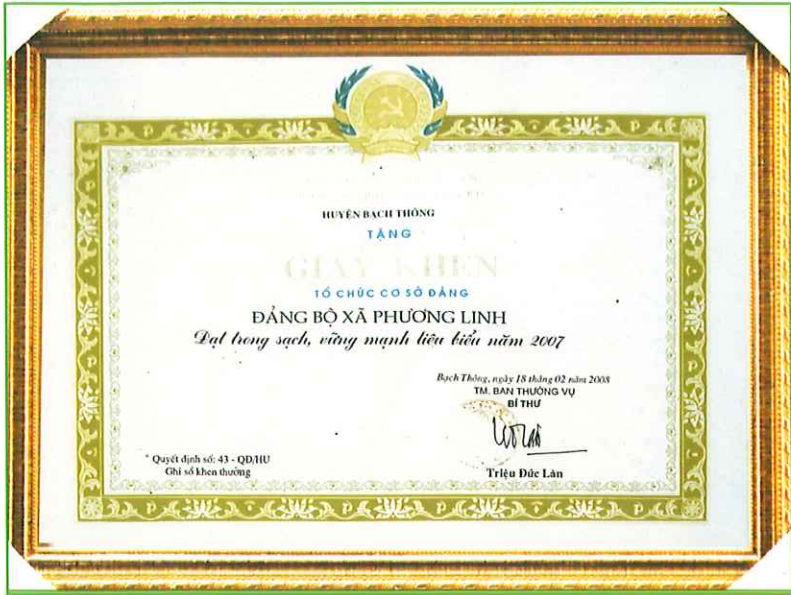 HUYỆN BẠCH THÔNG
TẶNG
GIẤY KHEN
TỔ CHỨC CƠ SỞ ĐẢNG
ĐẢNG BỘ XÃ PHƯƠNG LINH
Đạt trong sạch, vững mạnh tiêu biểu năm 2007
Bạch Thông, ngày 18 tháng 02 năm 2008
TM. BAN THƯỜNG VỤ
BÍ THƯ
Quyết định số: 43 - QD/HU
Ghi sổ khen thưởng
Triệu Đức Lân